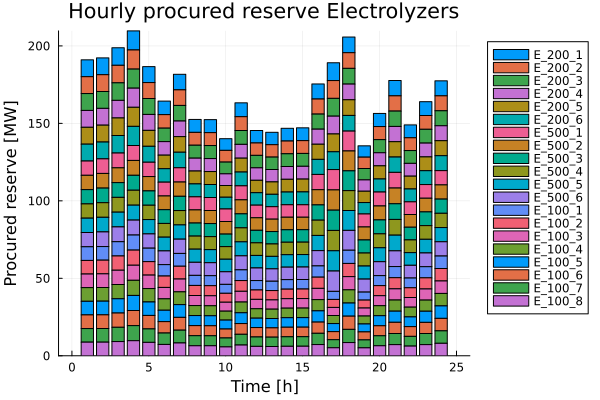 Hourly procured reserve Electrolyzers
Procured reserve [MW]
200
150
100
50
0
0 5 10 15 20 25
Time [h]
E_200_1
E_200_2
E_200_3
E_200_4
E_200_5
E_200_6
E_500_1
E_500_2
E_500_3
E_500_4
E_500_5
E_500_6
E_100_1
E_100_2
E_100_3
E_100_4
E_100_5
E_100_6
E_100_7
E_100_8